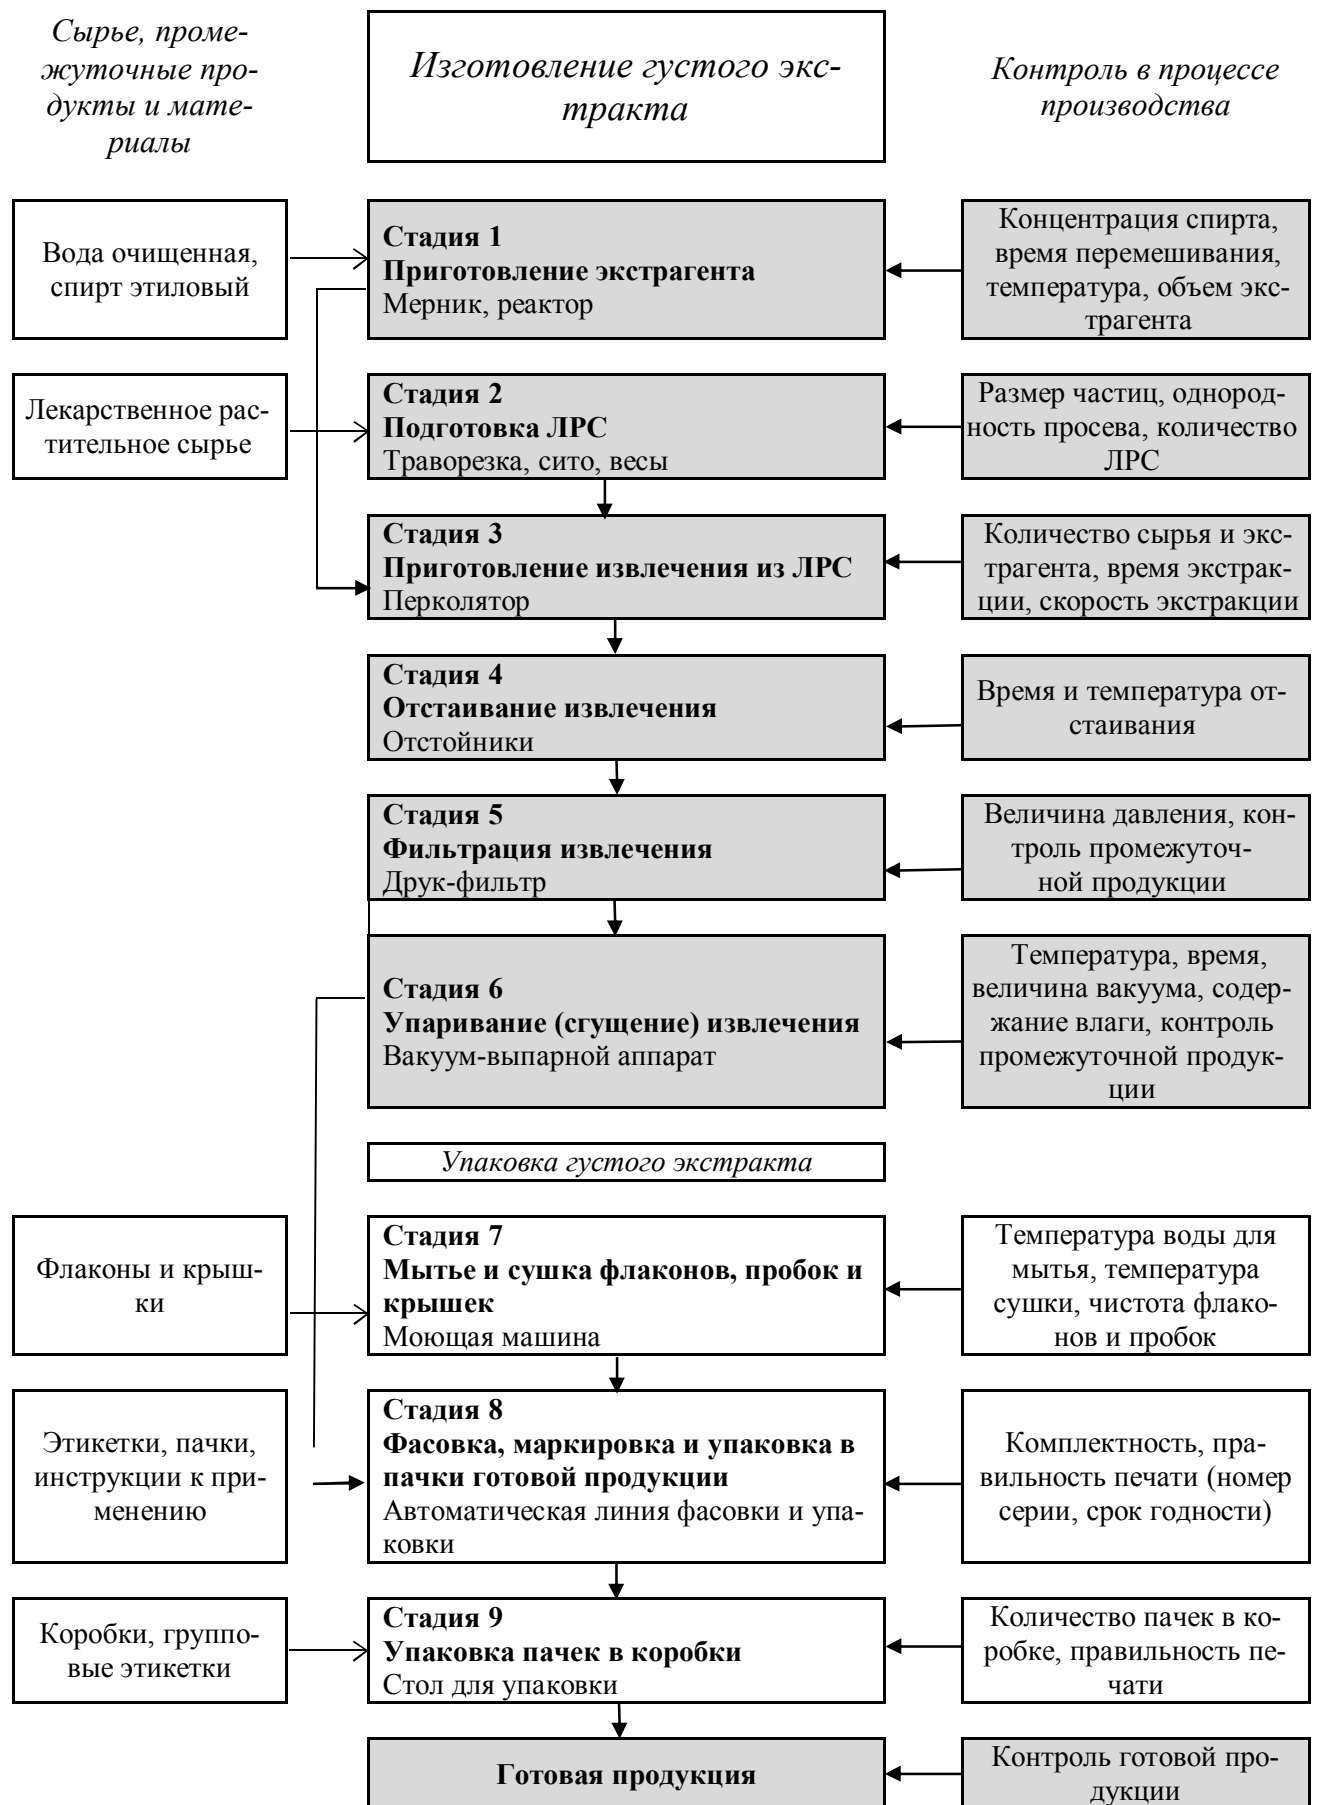 Сырье, проме-
жуточные про-
дукты и мате-
риалы
Изготовление густого экс-
тракта
Контроль в процессе
производства
Вода очищенная,
спирт этиловый
Стадия 1
Приготовление экстрагента
Мерник, реактор
Концентрация спирта,
время перемешивания,
температура, объем экс-
трагента
Лекарственное рас-
тительное сырье
Стадия 2
Подготовка ЛРС
Траворезка, сито, весы
Размер частиц, однород-
ность просева, количество
ЛРС
Стадия 3
Приготовление извлечения из ЛРС
Перколятор
Количество сырья и экс-
трагента, время экстрак-
ции, скорость экстракции
Стадия 4
Отстаивание извлечения
Отстойники
Время и температура от-
стаивания
Стадия 5
Фильтрация извлечения
Друк-фильтр
Величина давления, кон-
троль промежуточ-
ной продукции
Стадия 6
Упаривание (сгущение) извлечения
Вакуум-выпарной аппарат
Температура, время,
величина вакуума, содер-
жание влаги, контроль
промежуточной продук-
ции
Упаковка густого экстракта
Флаконы и крыш-
ки
Стадия 7
Мытье и сушка флаконов, пробок и
крышек
Моющая машина
Температура воды для
мытья, температура
сушки, чистота флако-
нов и пробок
Этикетки, пачки,
инструкции к при-
менению
Стадия 8
Фасовка, маркировка и упаковка в
пачки готовой продукции
Автоматическая линия фасовки и упа-
ковки
Комплектность, пра-
вильность печати (номер
серии, срок годности)
Коробки, группо-
вые этикетки
Стадия 9
Упаковка пачек в коробки
Стол для упаковки
Количество пачек в ко-
робке, правильность пе-
чати
Готовая продукция
Контроль готовой про-
дукции